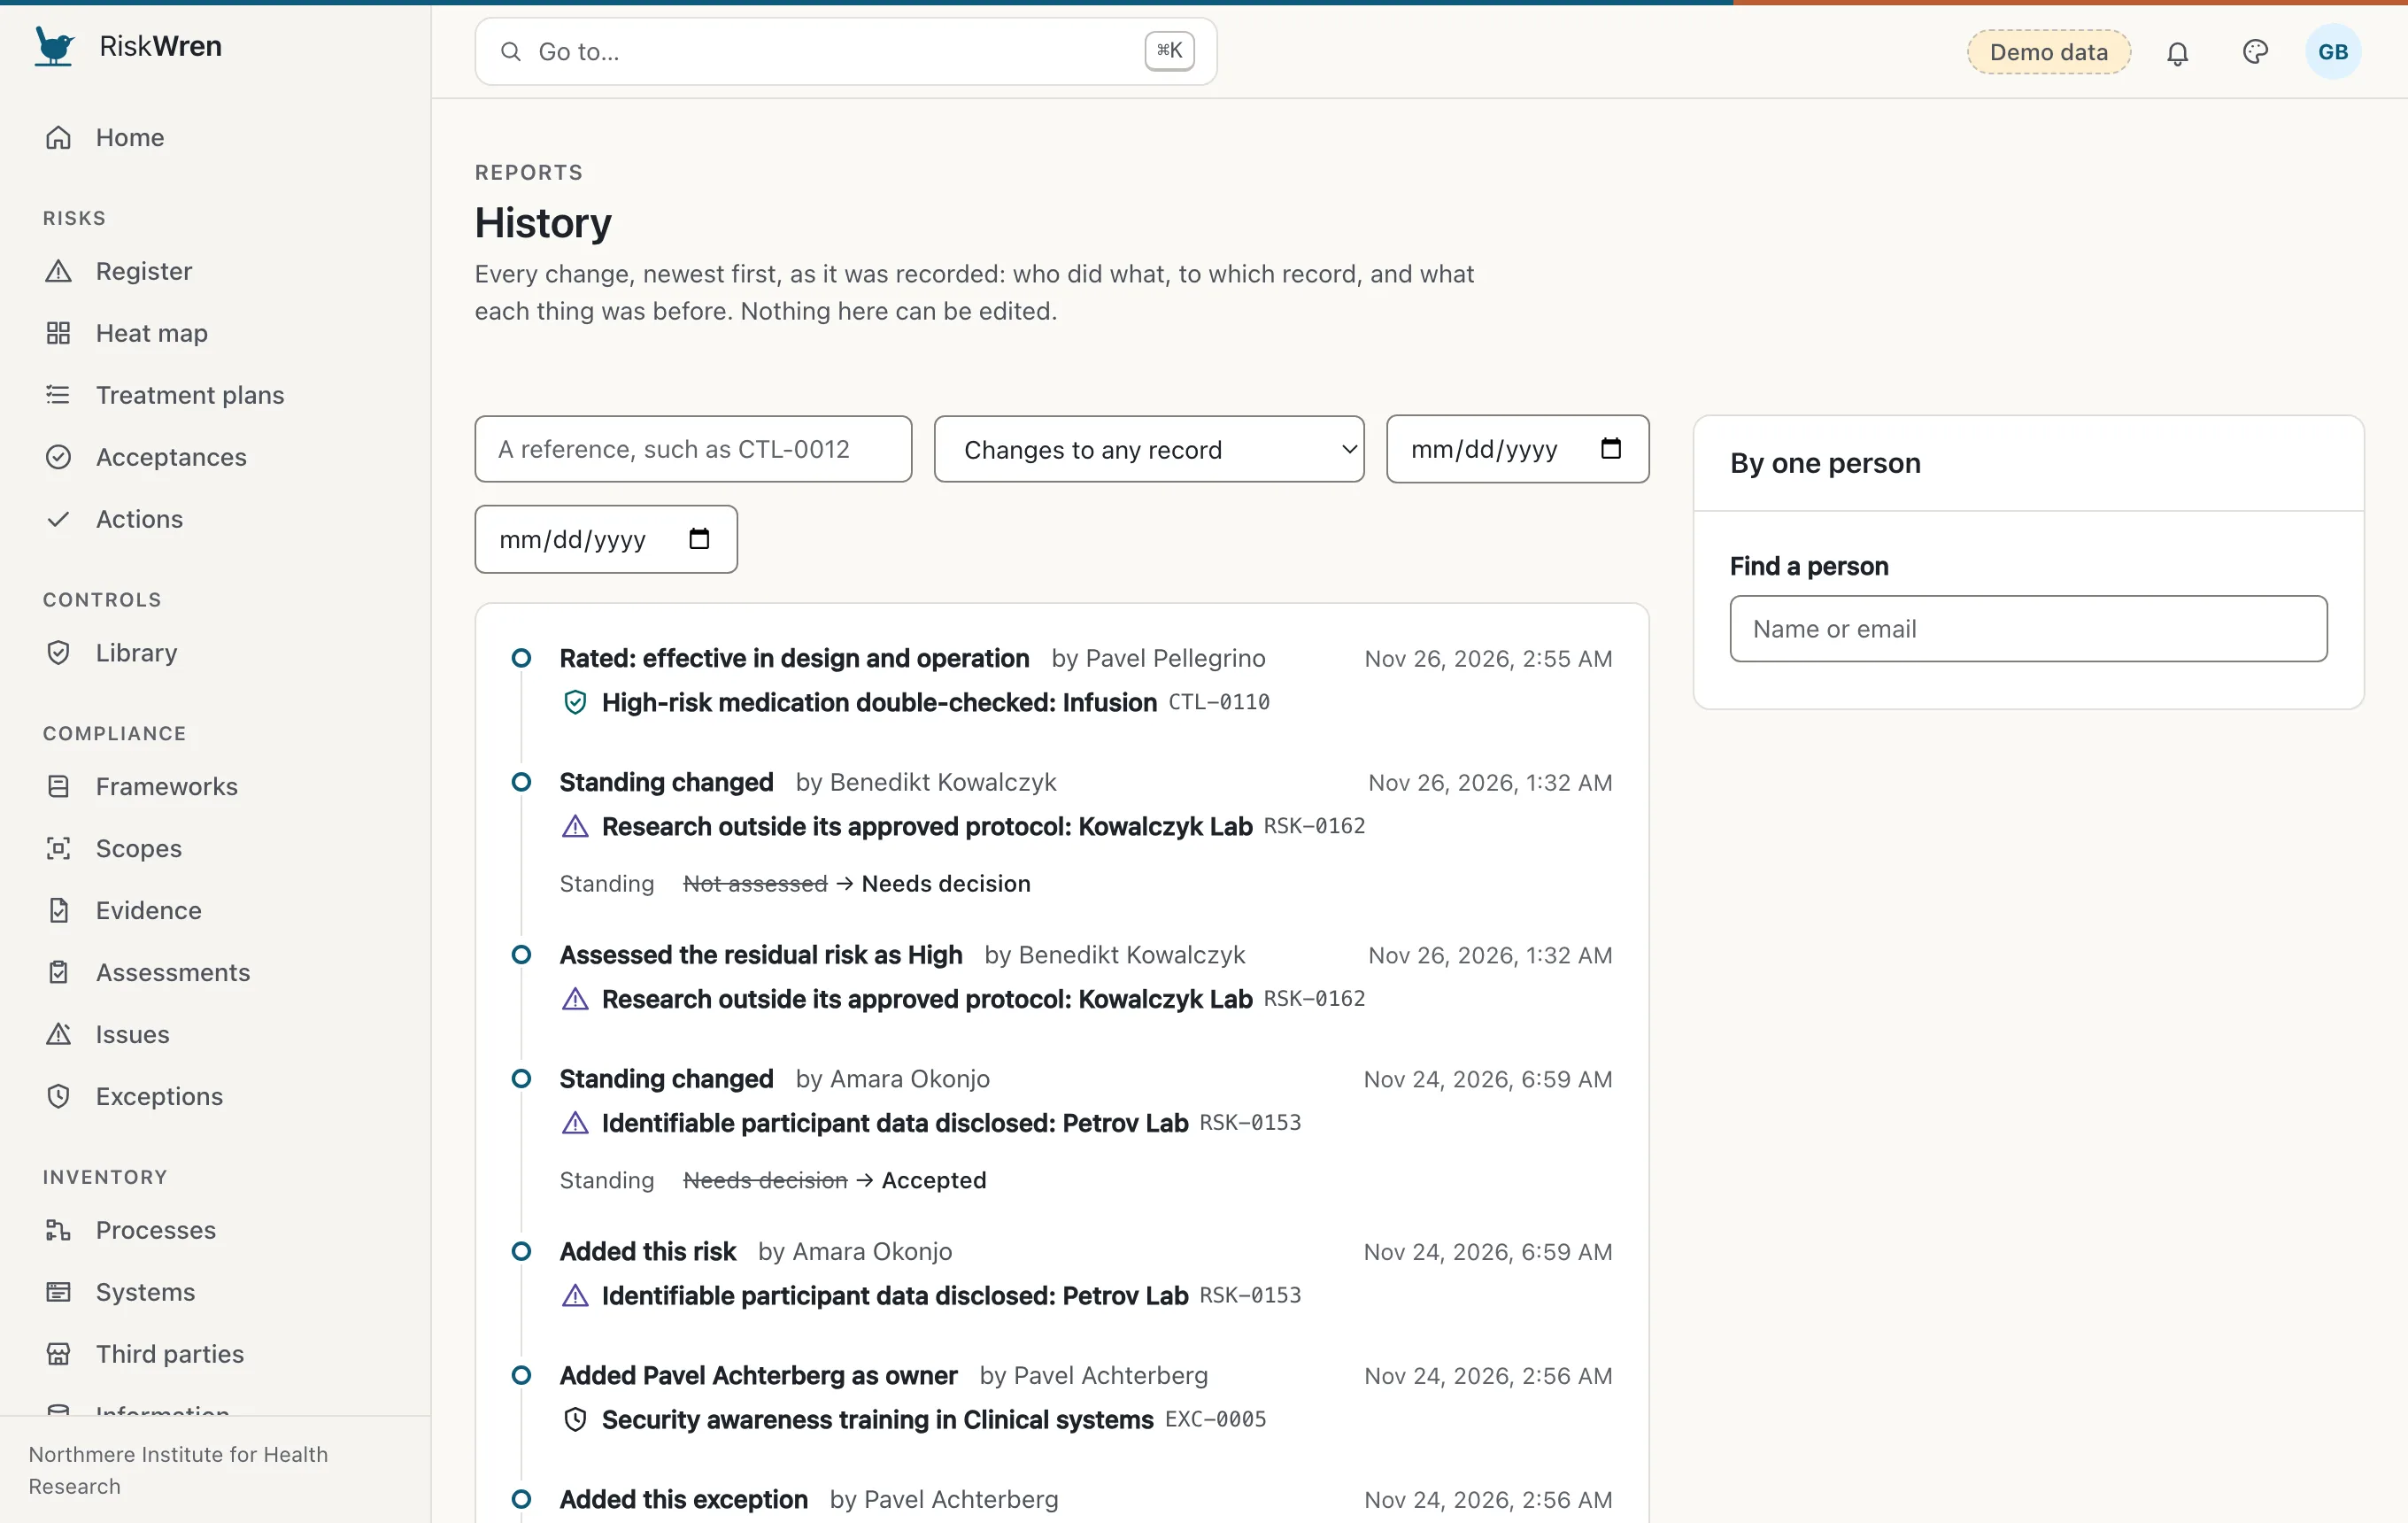 RiskWren
Go to...
⌘K
Demo data
GB
Home
RISKS
Register
Heat map
Treatment plans
Acceptances
Actions
CONTROLS
Library
COMPLIANCE
Frameworks
Scopes
Evidence
Assessments
Issues
Exceptions
INVENTORY
Processes
Systems
Third parties
Information
Northmere Institute for Health
Research
REPORTS
History
Every change, newest first, as it was recorded: who did what, to which record, and what
each thing was before. Nothing here can be edited.
A reference, such as CTL-0012
Changes to any record
mm/dd/yyyy
mm/dd/yyyy
Rated: effective in design and operation by Pavel Pellegrino Nov 26, 2026, 2:55 AM
High-risk medication double-checked: Infusion CTL-0110
Standing changed by Benedikt Kowalczyk Nov 26, 2026, 1:32 AM
Research outside its approved protocol: Kowalczyk Lab RSK-0162
Standing Not assessed → Needs decision
Assessed the residual risk as High by Benedikt Kowalczyk Nov 26, 2026, 1:32 AM
Research outside its approved protocol: Kowalczyk Lab RSK-0162
Standing changed by Amara Okonjo Nov 24, 2026, 6:59 AM
Identifiable participant data disclosed: Petrov Lab RSK-0153
Standing Needs decision → Accepted
Added this risk by Amara Okonjo Nov 24, 2026, 6:59 AM
Identifiable participant data disclosed: Petrov Lab RSK-0153
Added Pavel Achterberg as owner by Pavel Achterberg Nov 24, 2026, 2:56 AM
Security awareness training in Clinical systems EXC-0005
Added this exception by Pavel Achterberg Nov 24, 2026, 2:56 AM
By one person
Find a person
Name or email